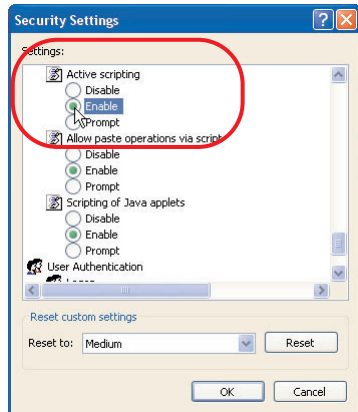 Security Settings
Settings:
Active scripting
Disable
Enable
Prompt
Allow paste operations via script
Disable
Enable
Prompt
Scripting of Java applets
Disable
Enable
Prompt
User Authentication
Logon
Reset custom settings
Reset to: Medium Reset
OK Cancel